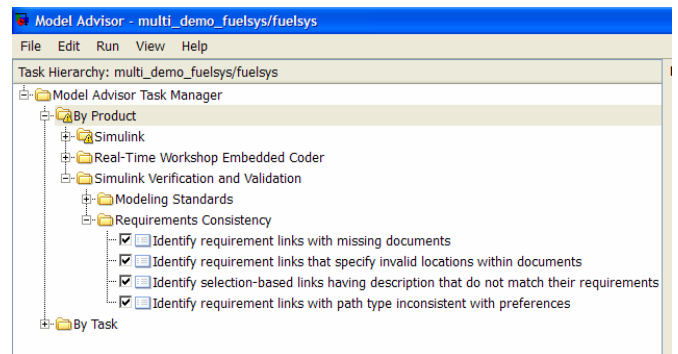 Model Advisor - multi_demo_fuelsys/fuelsys
File Edit Run View Help
Task Hierarchy: multi_demo_fuelsys/fuelsys
Model Advisor Task Manager
By Product
Simulink
Real-Time Workshop Embedded Coder
Simulink Verification and Validation
Modeling Standards
Requirements Consistency
Identify requirement links with missing documents
Identify requirement links that specify invalid locations within documents
Identify selection-based links having description that do not match their requirements
Identify requirement links with path type inconsistent with preferences
By Task